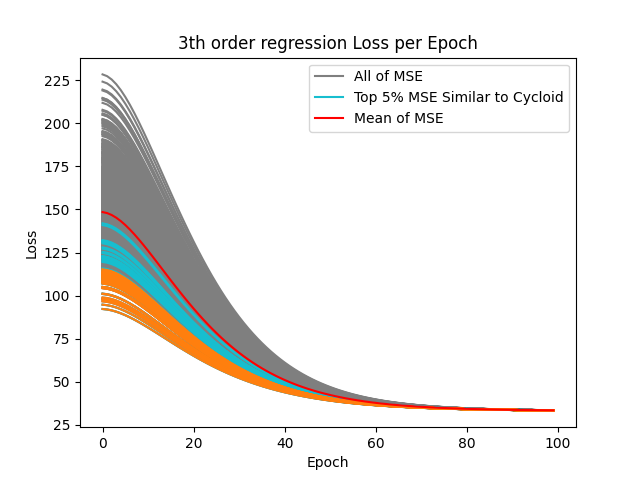 3th order regression Loss per Epoch
All of MSE
Top 5% MSE Similar to Cycloid
Mean of MSE
Loss
225
200
175
150
125
100
75
50
25
0 20 40 60 80 100
Epoch